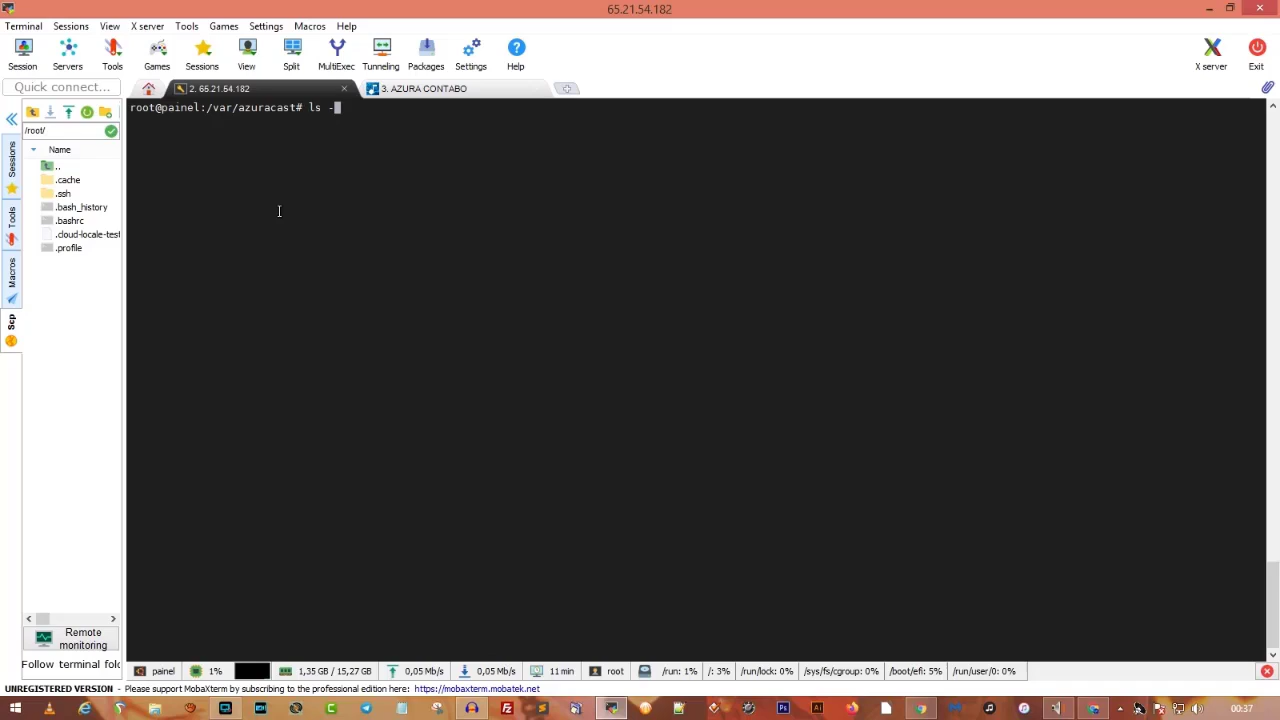 65.21.54.182
Terminal Sessions View X server Tools Games Settings Macros Help
Session Servers Tools Games Sessions View Split MultiExec Tunneling Packages Settings Help X server Exit
Quick connect... 2. 65.21.54.182 3. AZURA CONTABO
root@painel:/var/azuracast# ls -
/root/
Name
..
.cache
.ssh
.bash_history
.bashrc
.cloud-locale-test
.profile
Sessions
Tools
Macros
Scp
Remote
monitoring
Follow terminal fold
painel 1% 1,35 GB / 15,27 GB 0,05 Mb/s 0,05 Mb/s 11 min root /run: 1% /: 3% /run/lock: 0% /sys/fs/cgroup: 0% /boot/efi: 5% /run/user/0: 0%
UNREGISTERED VERSION - Please support MobaXterm by subscribing to the professional edition here: https://mobaxterm.mobatek.net
00:37